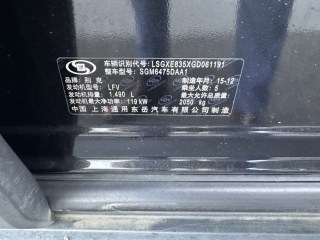 车辆识别代号: LSGXE835XGD061191
整车型号: SGM6475DAA1
品牌: 别克 制造年月: 15-12
发动机型号: LFV 乘坐人数: 5
发动机排量: 1.490 L 最大允许总质量:
发动机最大净功率: 119 kW 2050 kg
中国 上海通用东岳汽车有限公司 制造